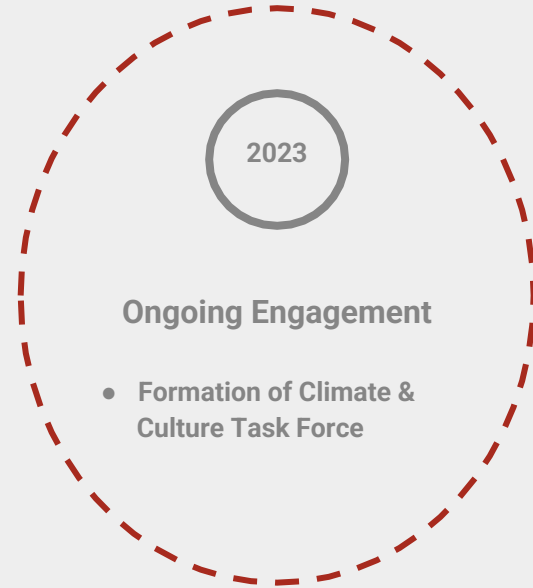 2023
Ongoing Engagement
● Formation of Climate &
Culture Task Force